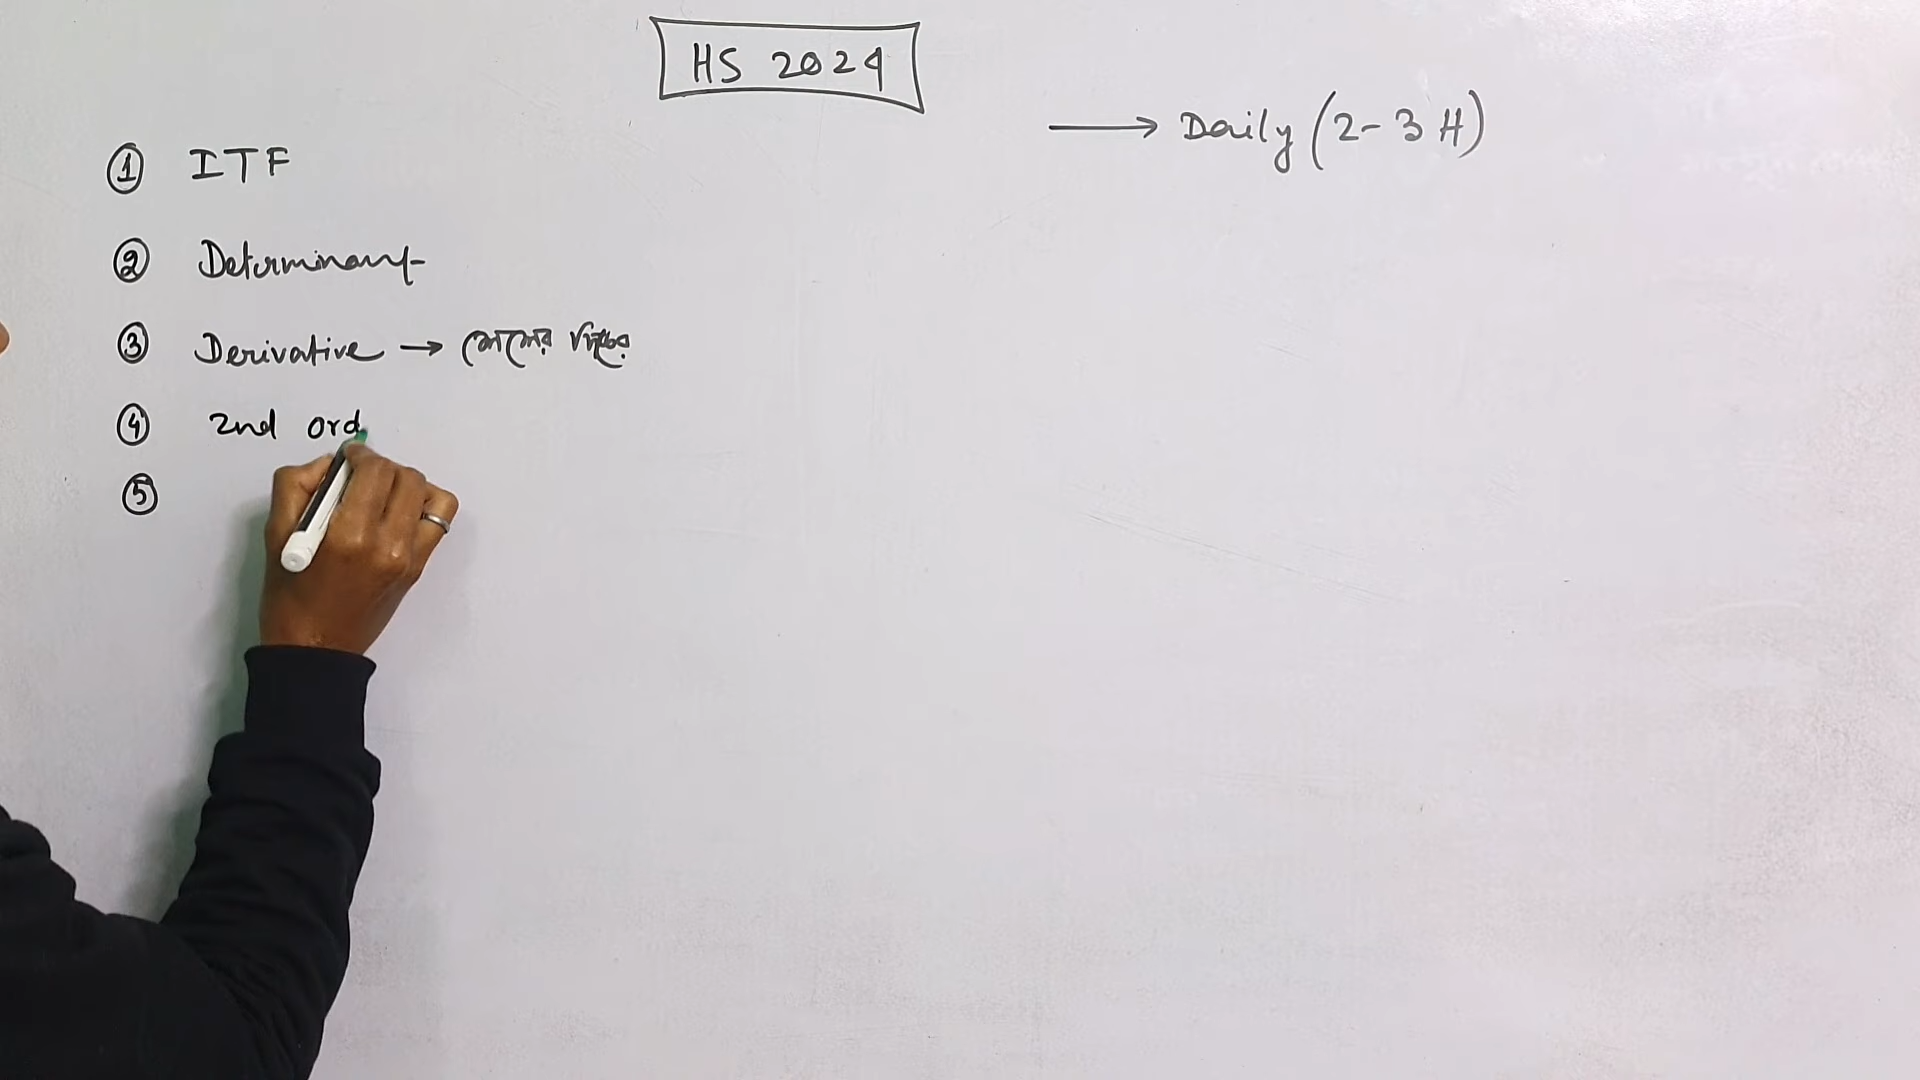 HS 2024
→ Daily (2-3 H)
① ITF
② Determinant
③ Derivative →
④ 2nd ord
⑤